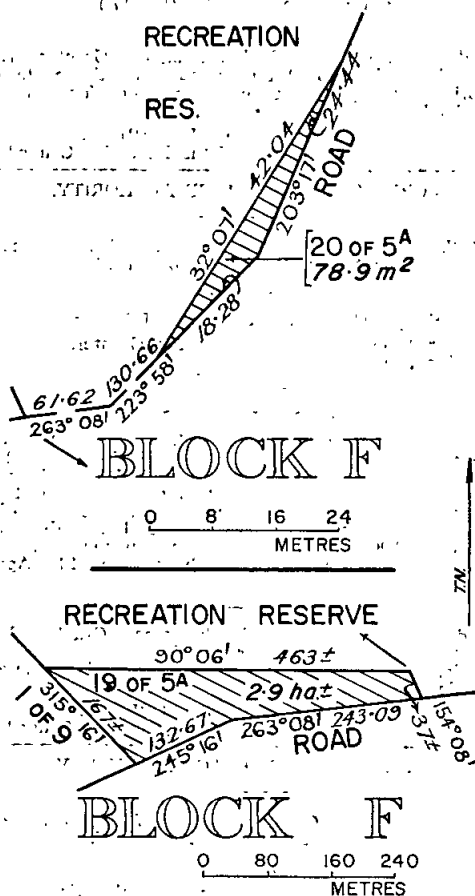 RECREATION
RES.
42·04
24·44
32° 07'
203° 17'
ROAD
20 OF 5A
78·9 m²
18·28
130·66
223° 58'
61·62
263° 08'
BLOCK F
0 8 16 24
METRES
T.N.
RECREATION RESERVE
90° 06' 463±
19 OF 5A
2·9 ha±
315° 16'
167±
1 OF 9
132·67
245° 16'
263° 08' 243·09
ROAD
37±
154° 08'
BLOCK F
0 80 160 240
METRES